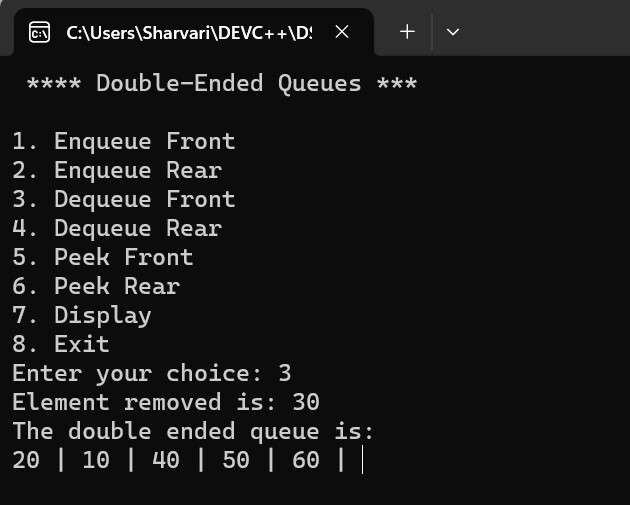 C:\Users\Sharvari\DEVC++\DS
**** Double-Ended Queues ***
1. Enqueue Front
2. Enqueue Rear
3. Dequeue Front
4. Dequeue Rear
5. Peek Front
6. Peek Rear
7. Display
8. Exit
Enter your choice: 3
Element removed is: 30
The double ended queue is:
20 | 10 | 40 | 50 | 60 |